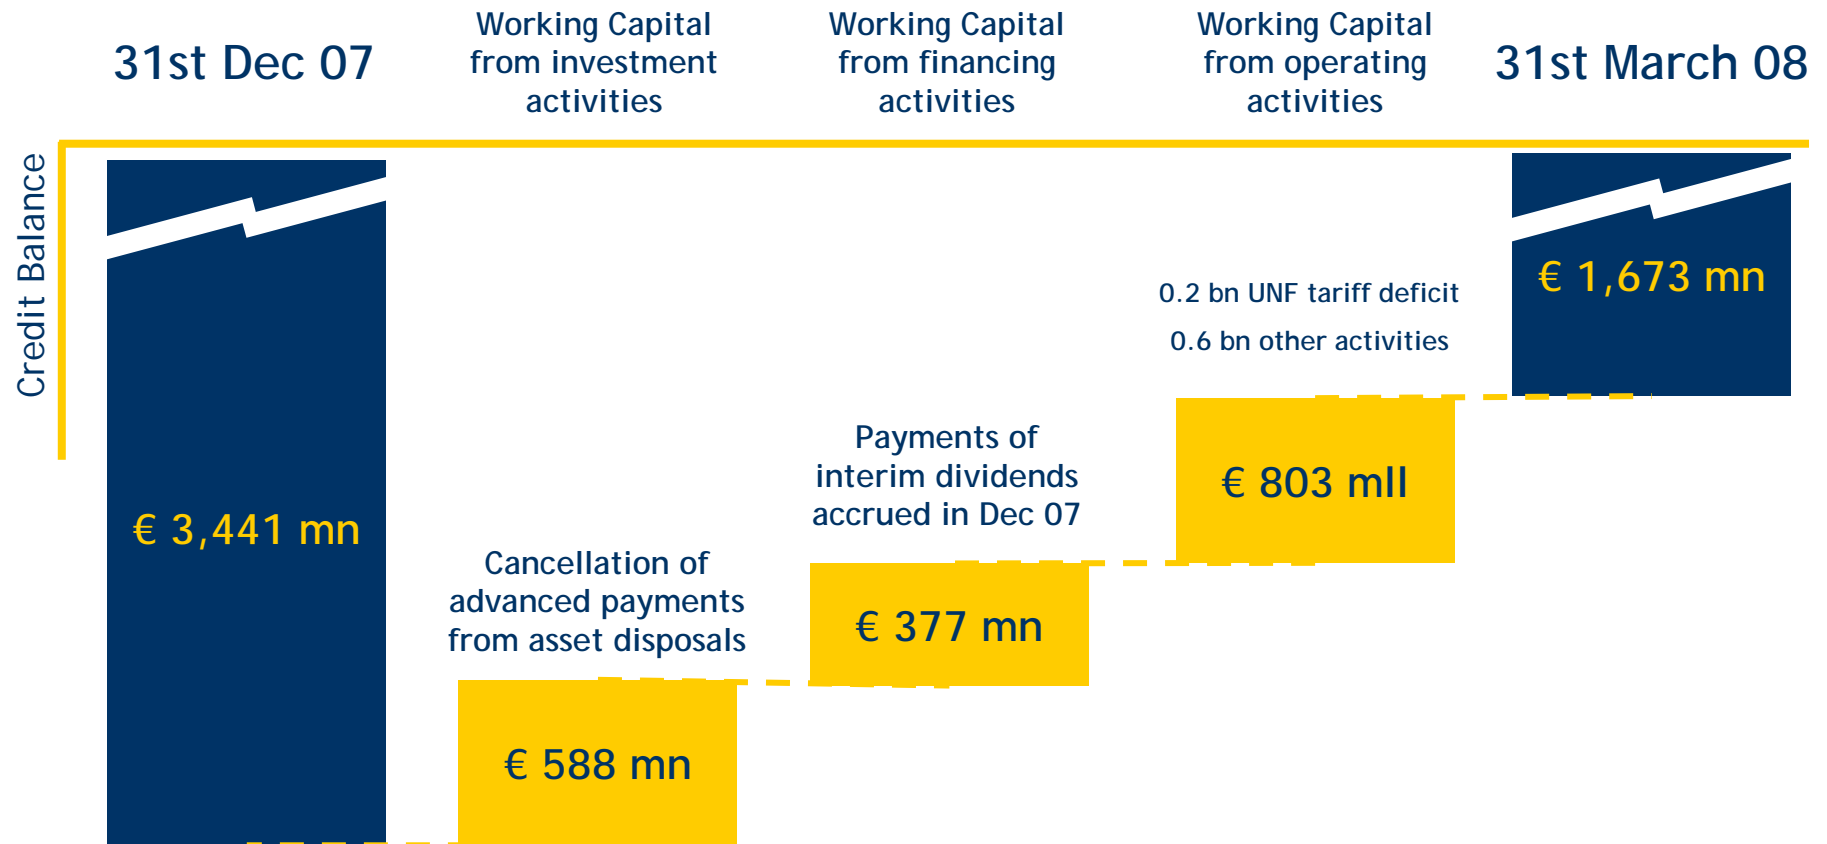 31st Dec 07
Working Capital
from investment
activities
Working Capital
from financing
activities
Working Capital
from operating
activities
31st March 08
Credit Balance
€ 3,441 mn
Cancellation of
advanced payments
from asset disposals
€ 588 mn
Payments of
interim dividends
accrued in Dec 07
€ 377 mn
0.2 bn UNF tariff deficit
0.6 bn other activities
€ 803 mll
€ 1,673 mn